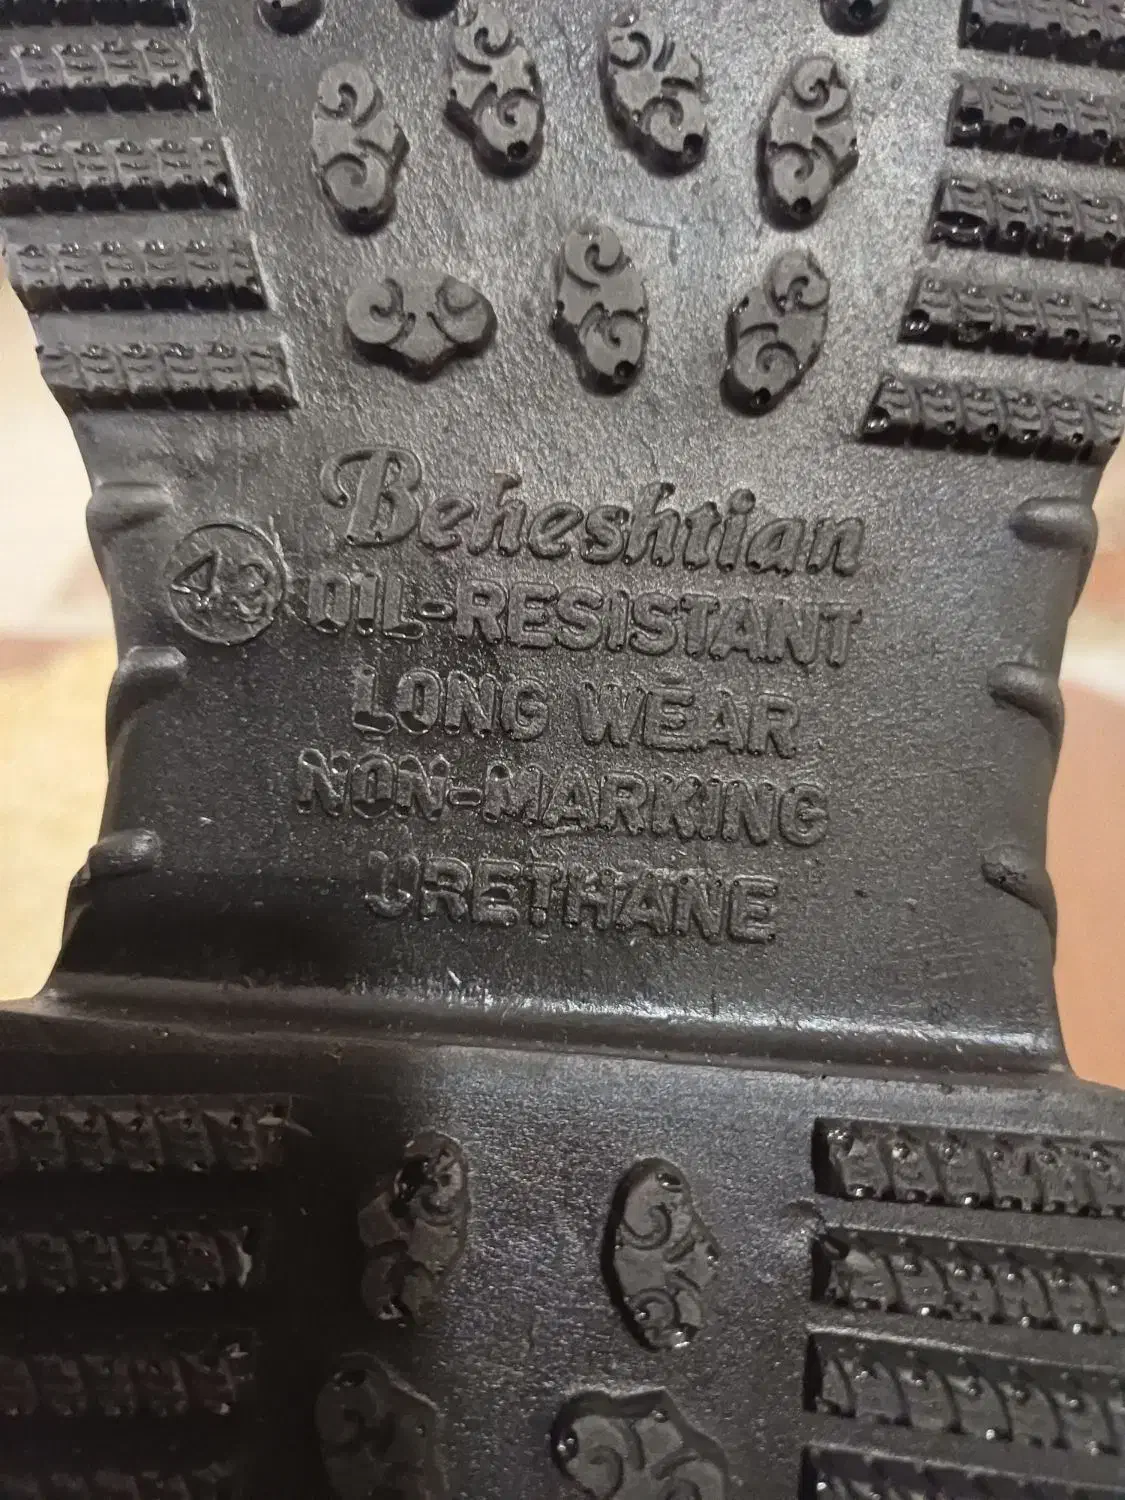 Beheshtian
43
OIL-RESISTANT
LONG WEAR
NON-MARKING
URETHANE